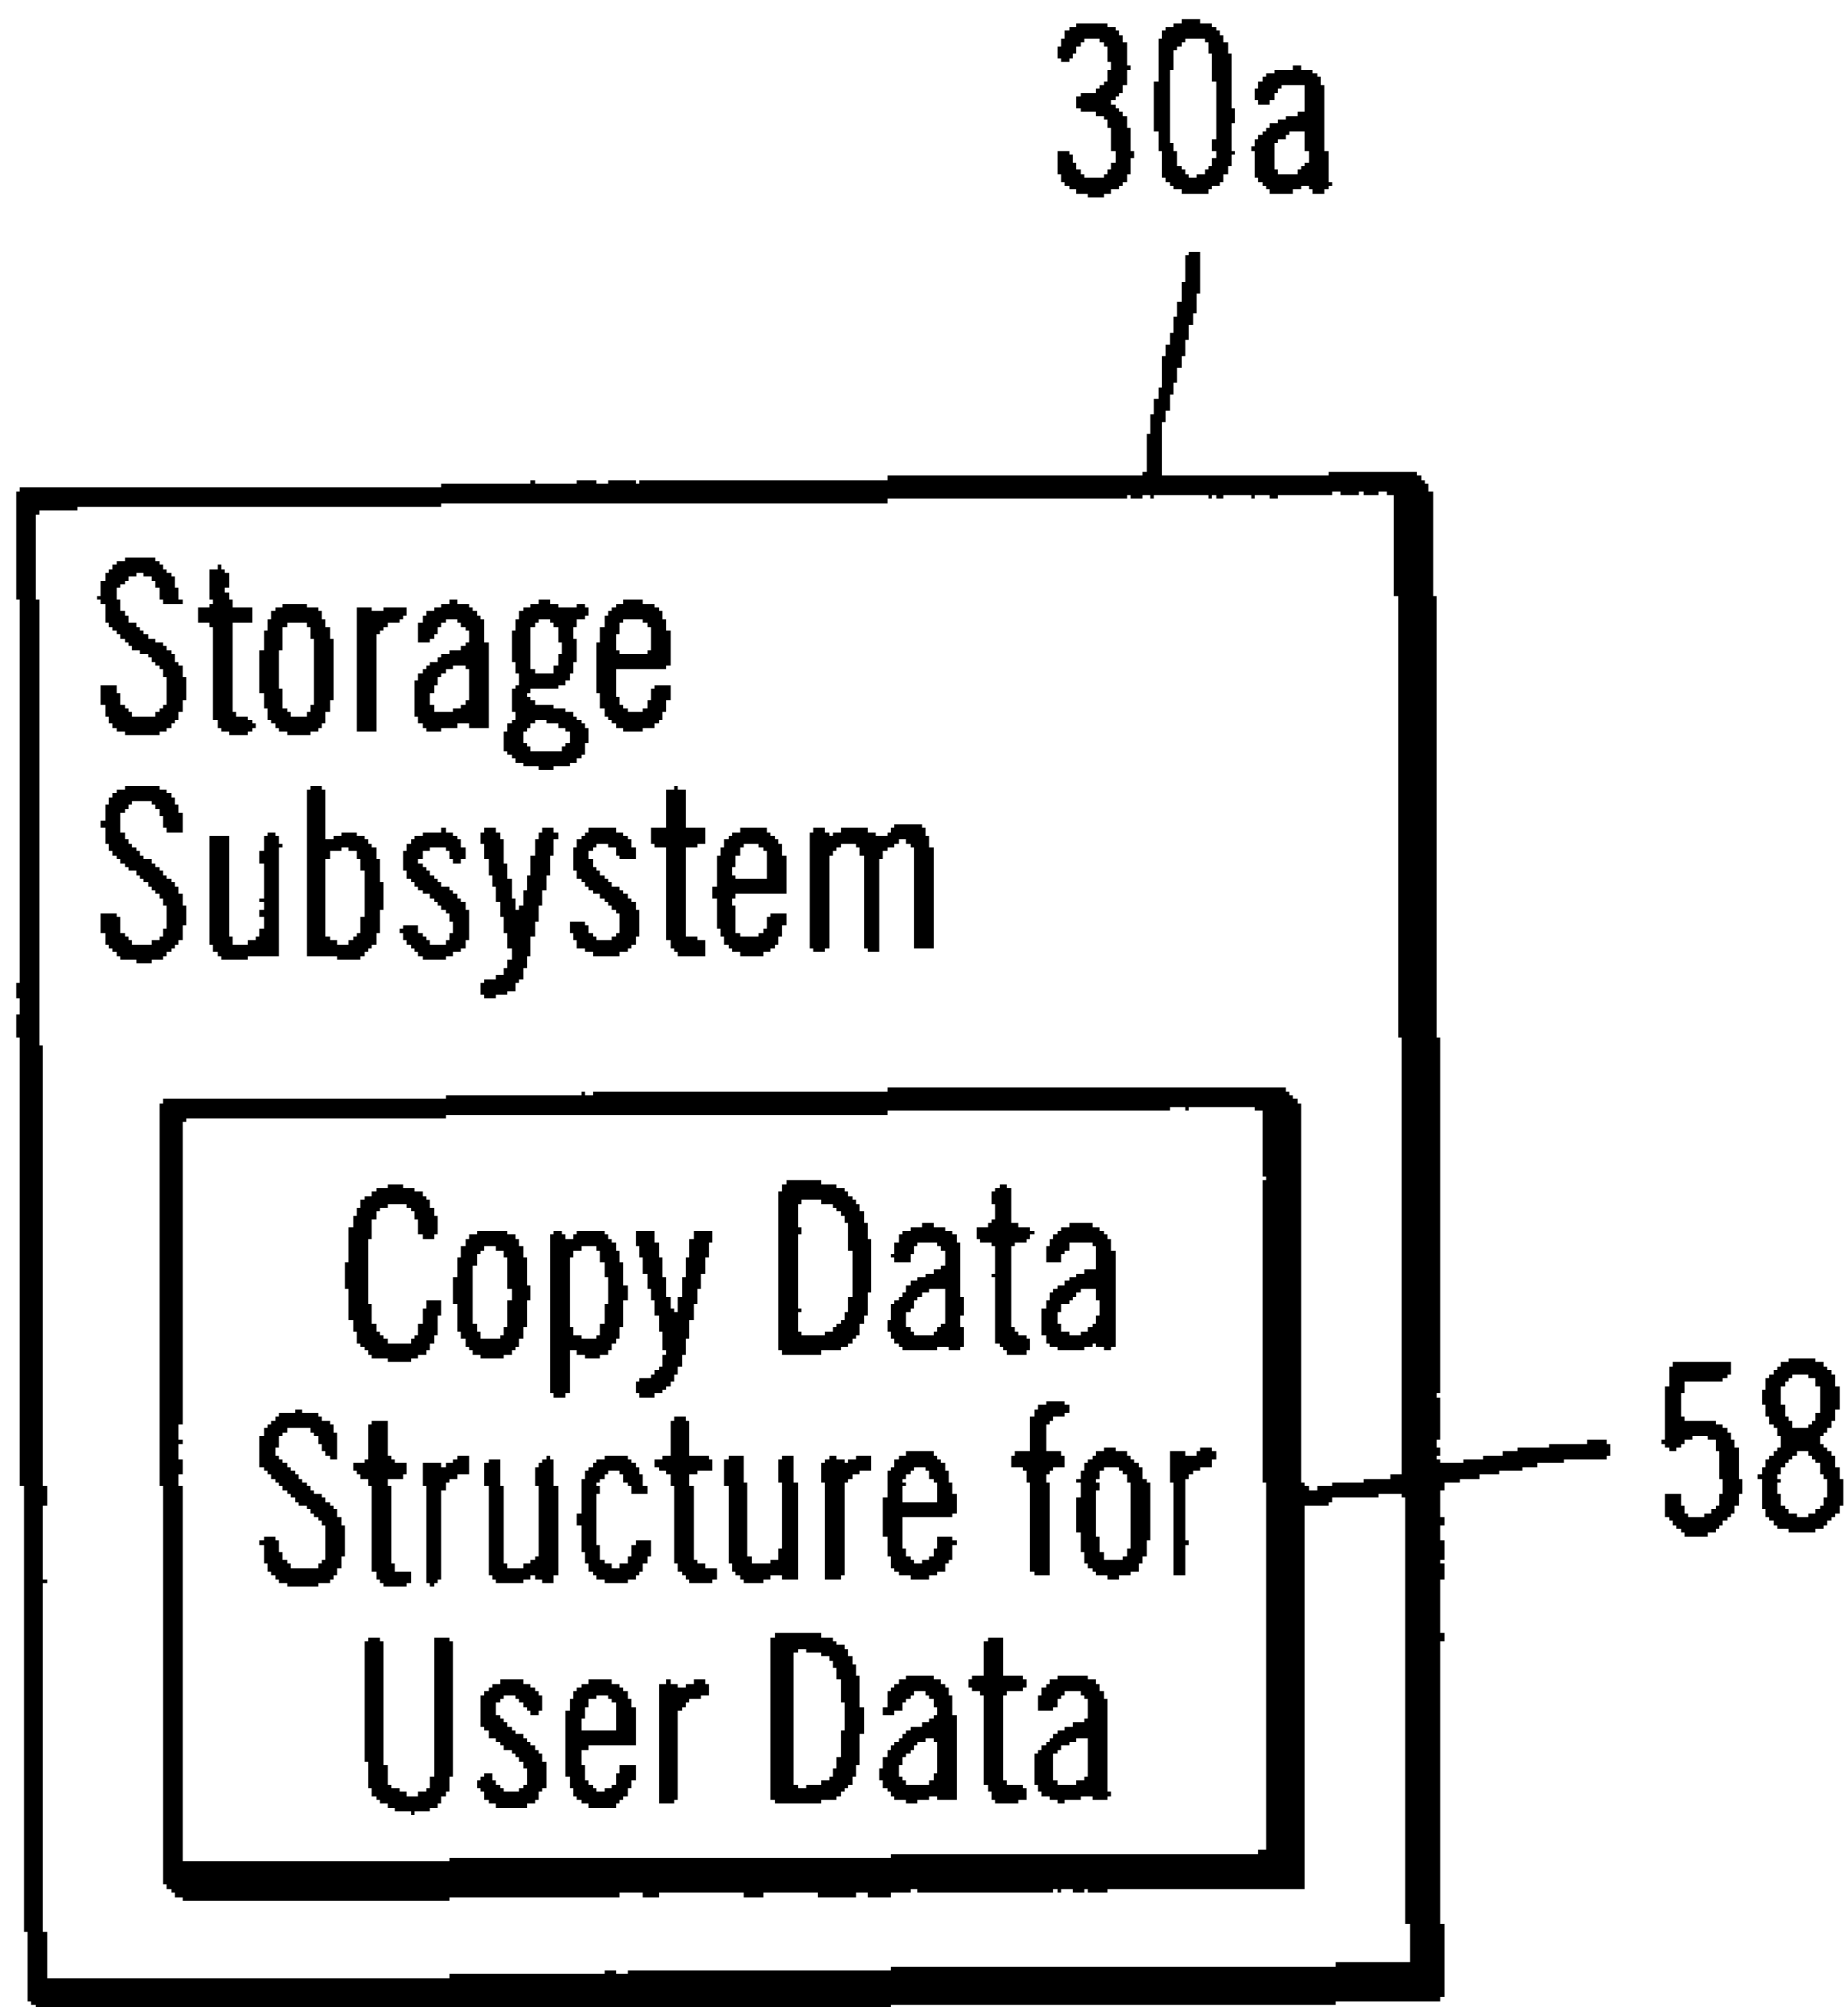 30a
Storage
Subsystem
Copy Data
Structure for
User Data
58